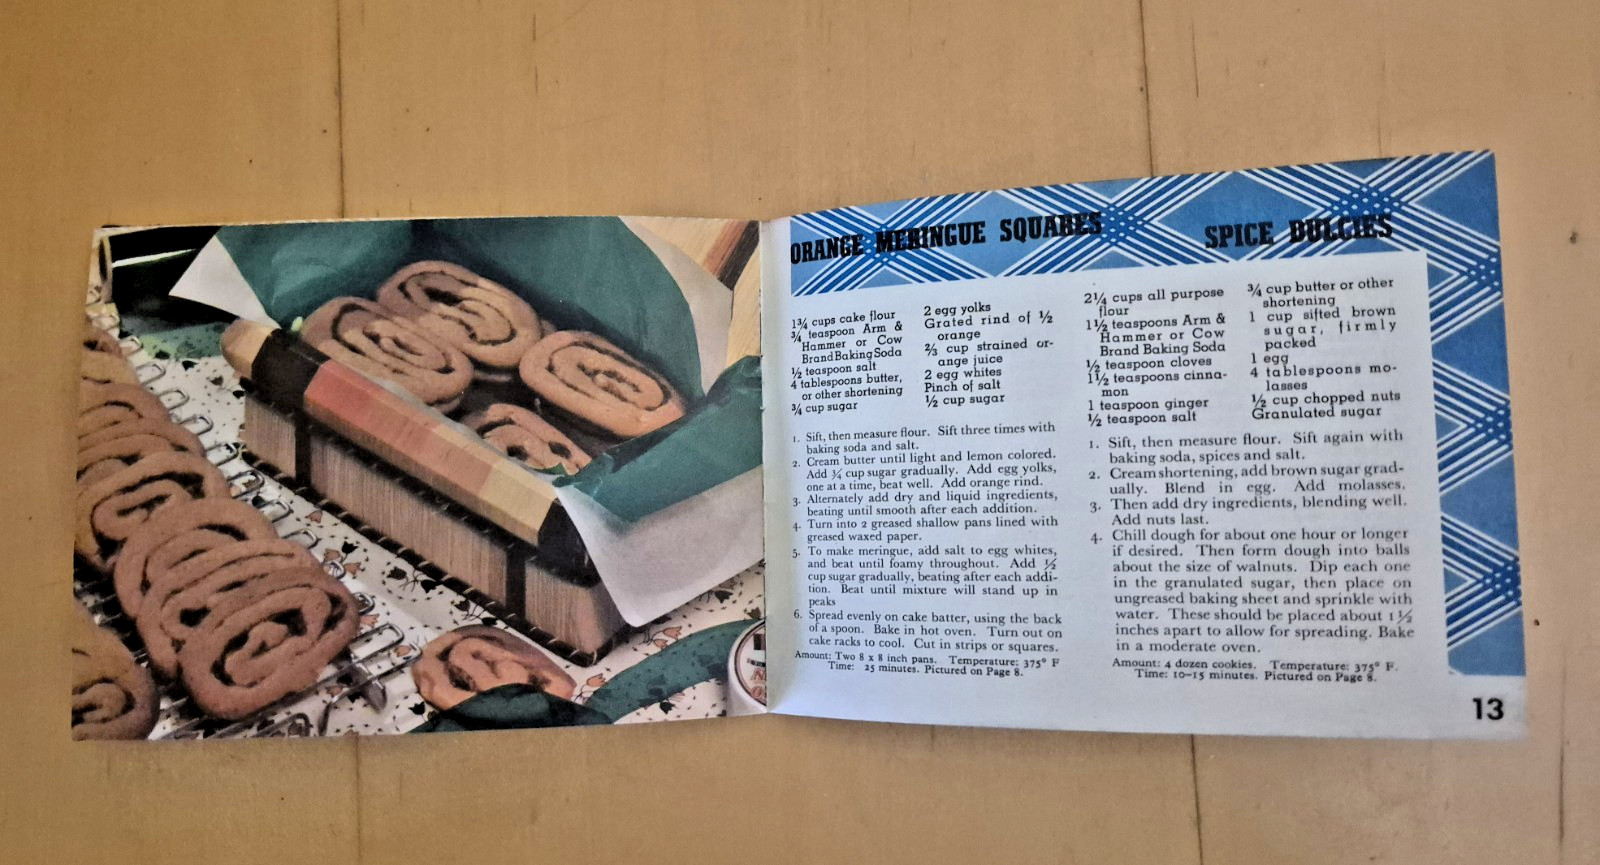 ORANGE MERINGUE SQUARES
1¾ cups cake flour
¾ teaspoon Arm &
Hammer or Cow
Brand Baking Soda
½ teaspoon salt
4 tablespoons butter,
or other shortening
¾ cup sugar
2 egg yolks
Grated rind of ½
orange
⅔ cup strained or-
ange juice
2 egg whites
Pinch of salt
½ cup sugar
1. Sift, then measure flour. Sift three times with
baking soda and salt.
2. Cream butter until light and lemon colored.
Add ¾ cup sugar gradually. Add egg yolks,
one at a time, beat well. Add orange rind.
3. Alternately add dry and liquid ingredients,
beating until smooth after each addition.
4. Turn into 2 greased shallow pans lined with
greased waxed paper.
5. To make meringue, add salt to egg whites,
and beat until foamy throughout. Add ½
cup sugar gradually, beating after each addi-
tion. Beat until mixture will stand up in
peaks
6. Spread evenly on cake batter, using the back
of a spoon. Bake in hot oven. Turn out on
cake racks to cool. Cut in strips or squares.
Amount: Two 8 x 8 inch pans. Temperature: 375° F
Time: 25 minutes. Pictured on Page 8.
SPICE DULCIES
2¼ cups all purpose
flour
1½ teaspoons Arm &
Hammer or Cow
Brand Baking Soda
½ teaspoon cloves
1½ teaspoons cinna-
mon
1 teaspoon ginger
½ teaspoon salt
¾ cup butter or other
shortening
1 cup sifted brown
sugar, firmly
packed
1 egg
4 tablespoons mo-
lasses
½ cup chopped nuts
Granulated sugar
1. Sift, then measure flour. Sift again with
baking soda, spices and salt.
2. Cream shortening, add brown sugar grad-
ually. Blend in egg. Add molasses.
3. Then add dry ingredients, blending well.
Add nuts last.
4. Chill dough for about one hour or longer
if desired. Then form dough into balls
about the size of walnuts. Dip each one
in the granulated sugar, then place on
ungreased baking sheet and sprinkle with
water. These should be placed about 1½
inches apart to allow for spreading. Bake
in a moderate oven.
Amount: 4 dozen cookies. Temperature: 375° F.
Time: 10–15 minutes. Pictured on Page 8.
13